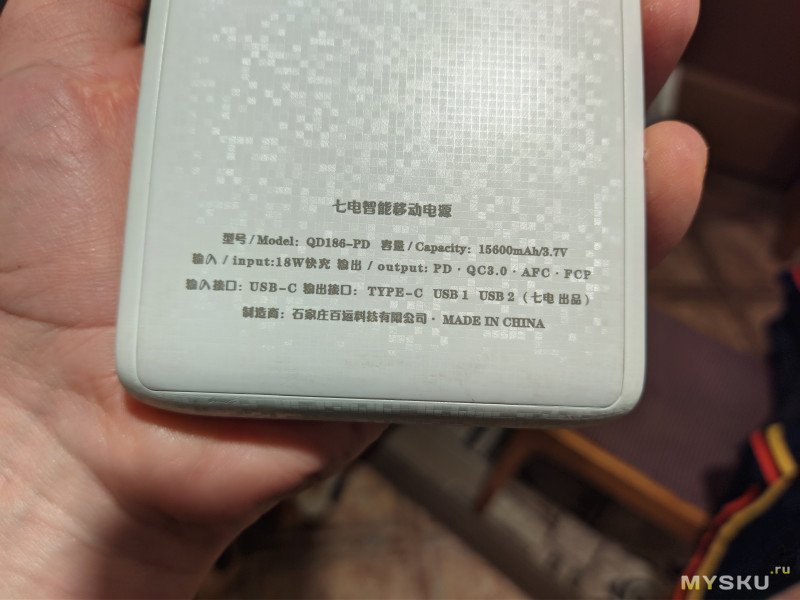 七电智能移动电源
型号/Model: QD186-PD 容量/Capacity: 15600mAh/3.7V
输入/input:18W快充 输出/output: PD·QC3.0·AFC·FCP
输入接口: USB-C 输出接口: TYPE-C USB 1 USB 2 (七电 出品)
制造商: 石家庄百运科技有限公司· MADE IN CHINA
MYSKU.ru